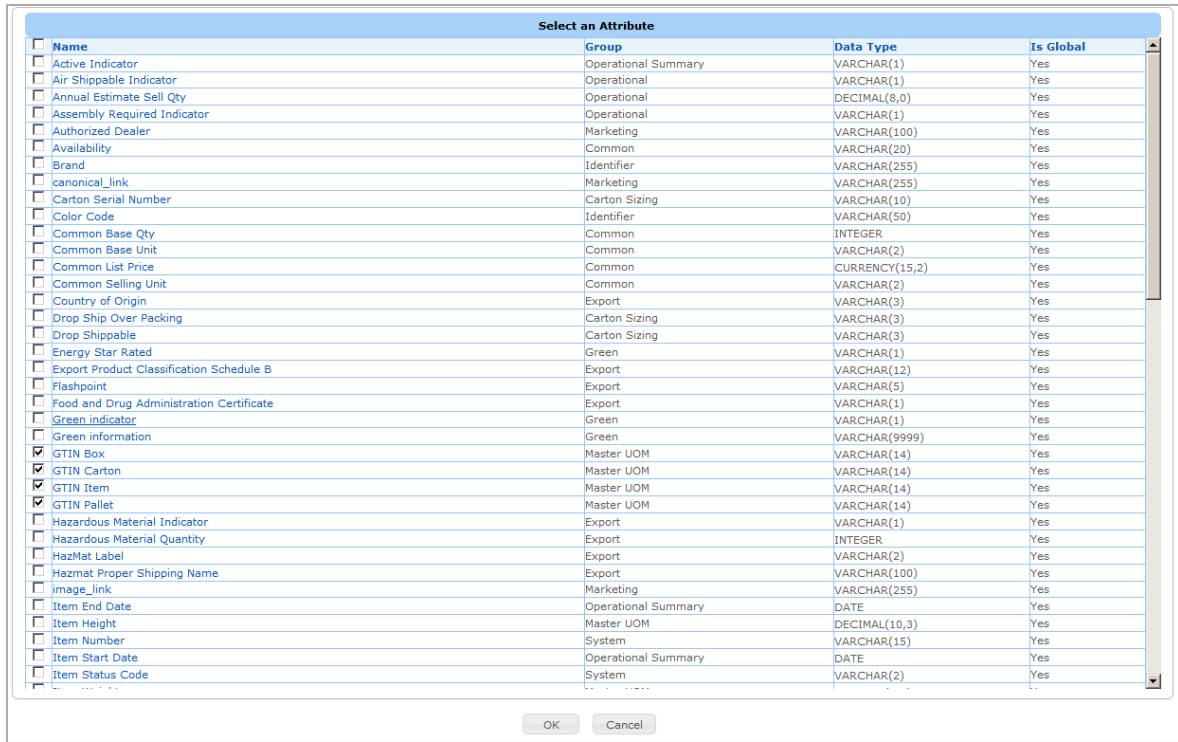 Select an Attribute
Name Group Data Type Is Global
Active Indicator Operational Summary VARCHAR(1) Yes
Air Shippable Indicator Operational VARCHAR(1) Yes
Annual Estimate Sell Qty Operational DECIMAL(8,0) Yes
Assembly Required Indicator Operational VARCHAR(1) Yes
Authorized Dealer Marketing VARCHAR(100) Yes
Availability Common VARCHAR(20) Yes
Brand Identifier VARCHAR(255) Yes
canonical_link Marketing VARCHAR(255) Yes
Carton Serial Number Carton Sizing VARCHAR(10) Yes
Color Code Identifier VARCHAR(50) Yes
Common Base Qty Common INTEGER Yes
Common Base Unit Common VARCHAR(2) Yes
Common List Price Common CURRENCY(15,2) Yes
Common Selling Unit Common VARCHAR(2) Yes
Country of Origin Export VARCHAR(3) Yes
Drop Ship Over Packing Carton Sizing VARCHAR(3) Yes
Drop Shippable Carton Sizing VARCHAR(3) Yes
Energy Star Rated Green VARCHAR(1) Yes
Export Product Classification Schedule B Export VARCHAR(12) Yes
Flashpoint Export VARCHAR(5) Yes
Food and Drug Administration Certificate Export VARCHAR(1) Yes
Green indicator Green VARCHAR(1) Yes
Green information Green VARCHAR(9999) Yes
GTIN Box Master UOM VARCHAR(14) Yes
GTIN Carton Master UOM VARCHAR(14) Yes
GTIN Item Master UOM VARCHAR(14) Yes
GTIN Pallet Master UOM VARCHAR(14) Yes
Hazardous Material Indicator Export VARCHAR(1) Yes
Hazardous Material Quantity Export INTEGER Yes
HazMat Label Export VARCHAR(2) Yes
Hazmat Proper Shipping Name Export VARCHAR(100) Yes
image_link Marketing VARCHAR(255) Yes
Item End Date Operational Summary DATE Yes
Item Height Master UOM DECIMAL(10,3) Yes
Item Number System VARCHAR(15) Yes
Item Start Date Operational Summary DATE Yes
Item Status Code System VARCHAR(2) Yes
OK Cancel